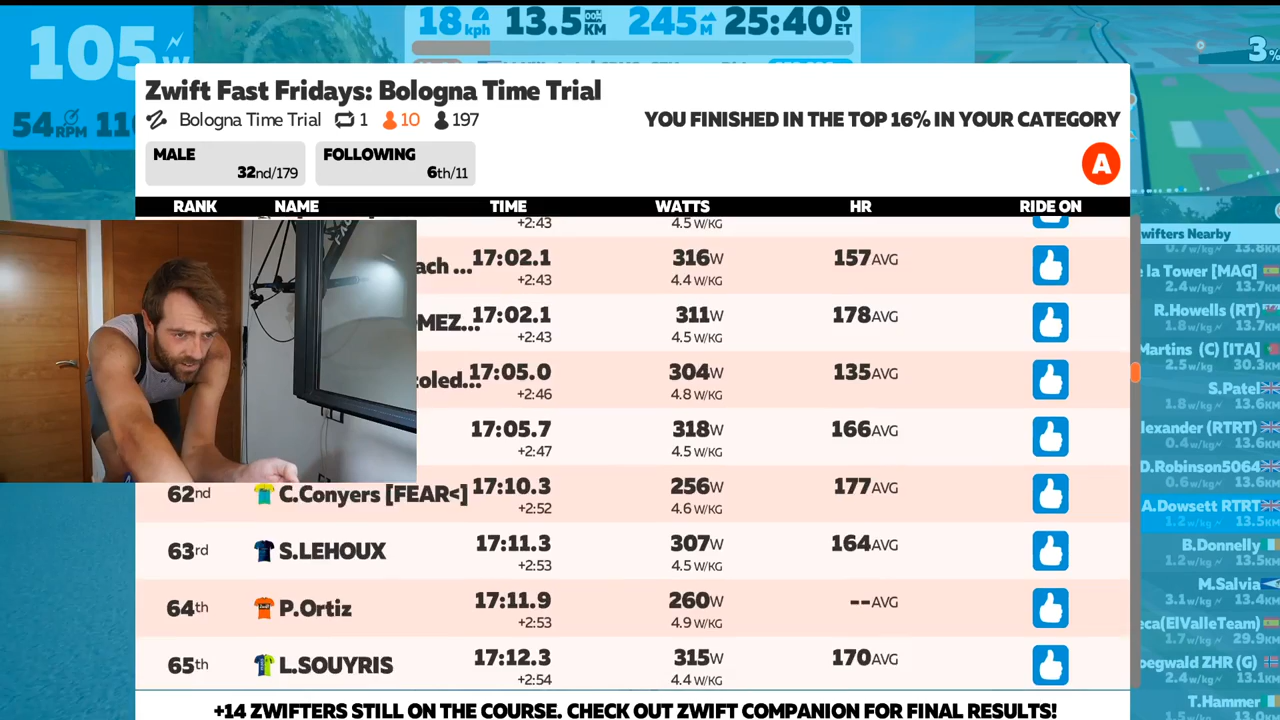 18 kph 13.5 KM 245 M 25:40 ET
105 W
3%
54 RPM
Zwift Fast Fridays: Bologna Time Trial
Bologna Time Trial 1 10 197
YOU FINISHED IN THE TOP 16% IN YOUR CATEGORY
MALE
32nd/179
FOLLOWING
6th/11
A
RANK NAME TIME WATTS HR RIDE ON
+2:43 4.5 W/KG
ach ... 17:02.1 316W 157AVG
+2:43 4.4 W/KG
MEZ... 17:02.1 311W 178AVG
+2:43 4.5 W/KG
coled... 17:05.0 304W 135AVG
+2:46 4.8 W/KG
17:05.7 318W 166AVG
+2:47 4.5 W/KG
62nd C.Conyers [FEAR<] 17:10.3 256W 177AVG
+2:52 4.6 W/KG
63rd S.LEHOUX 17:11.3 307W 164AVG
+2:53 4.5 W/KG
64th P.Ortiz 17:11.9 260W --AVG
+2:53 4.9 W/KG
65th L.SOUYRIS 17:12.3 315W 170AVG
+2:54 4.4 W/KG
+14 ZWIFTERS STILL ON THE COURSE. CHECK OUT ZWIFT COMPANION FOR FINAL RESULTS!
wifters Nearby
0.7w/kg 13.8KM
e la Tower [MAG]
2.4w/kg 13.7KM
R.Howells (RT)
1.8w/kg 13.7KM
Martins (C) [ITA]
2.5w/kg 30.3KM
S.Patel
1.8w/kg 13.6KM
lexander (RTRT)
0.4w/kg 13.6KM
D.Robinson5064
0.6w/kg 13.6KM
A.Dowsett RTRT
1.2w/kg 13.5KM
B.Donnelly
1.2w/kg 13.5KM
M.Salvia
3.1w/kg 13.4KM
eca(ElValleTeam)
1.7w/kg 29.9KM
oegwald ZHR (G)
2.4w/kg 13.1KM
T.Hammer